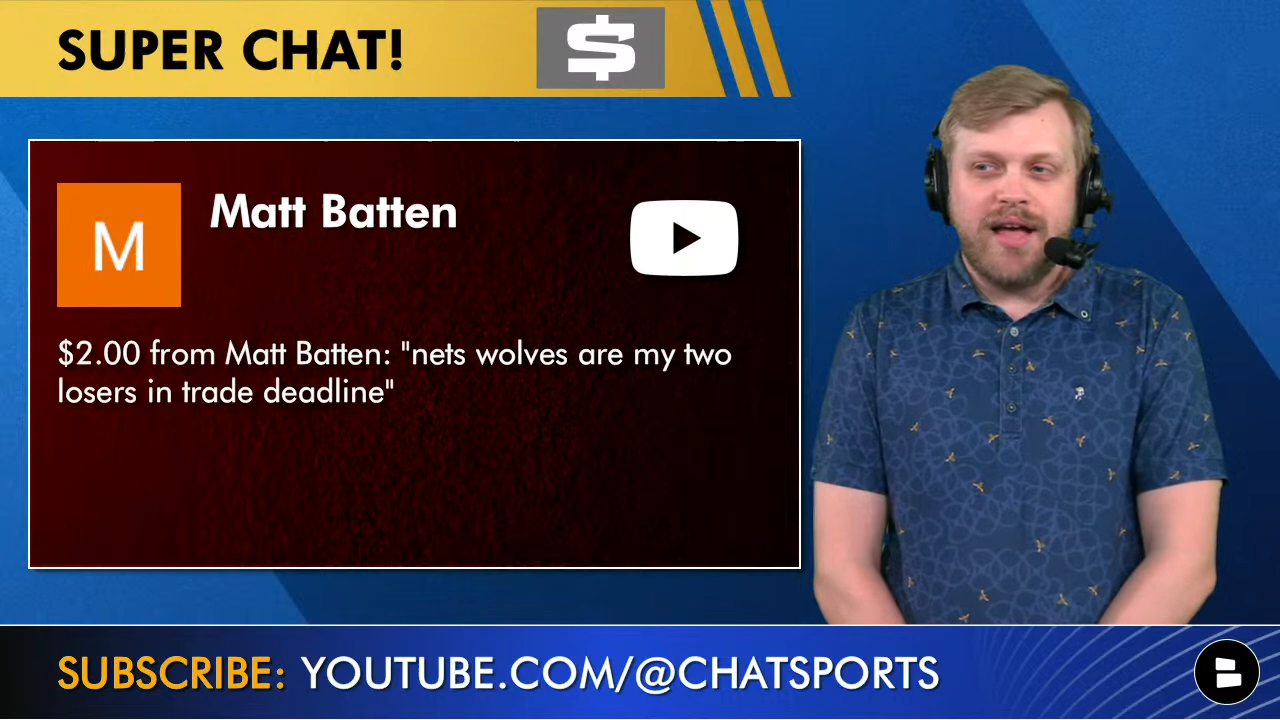 SUPER CHAT!
$
M
Matt Batten
$2.00 from Matt Batten: "nets wolves are my two
losers in trade deadline"
SUBSCRIBE: YOUTUBE.COM/@CHATSPORTS